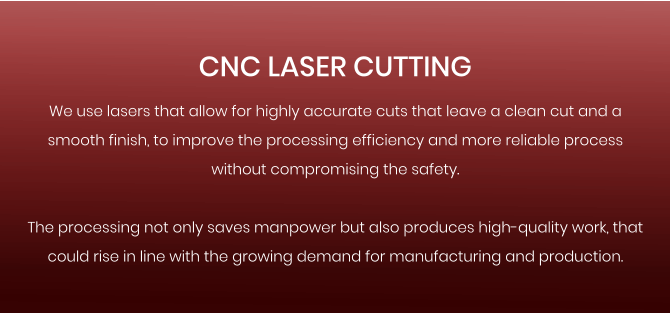 CNC LASER CUTTING
We use lasers that allow for highly accurate cuts that leave a clean cut and a
smooth finish, to improve the processing efficiency and more reliable process
without compromising the safety.
The processing not only saves manpower but also produces high-quality work, that
could rise in line with the growing demand for manufacturing and production.